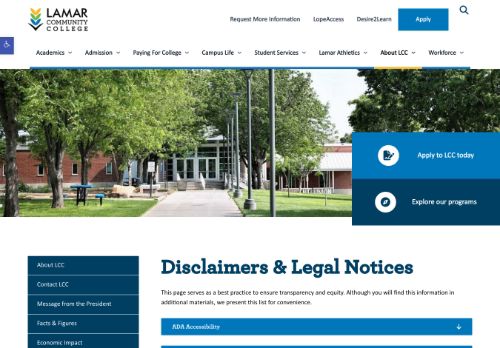 LAMAR
COMMUNITY
COLLEGE
Request More Information LopeAccess Desire2Learn Apply
Academics Admission Paying For College Campus Life Student Services Lamar Athletics About LCC Workforce
Apply to LCC today
Explore our programs
About LCC
Contact LCC
Message from the President
Facts & Figures
Economic Impact
Disclaimers & Legal Notices
This page serves as a best practice to ensure transparency and equity. Although you will find this information in
additional materials, we present this list for convenience.
ADA Accessibility